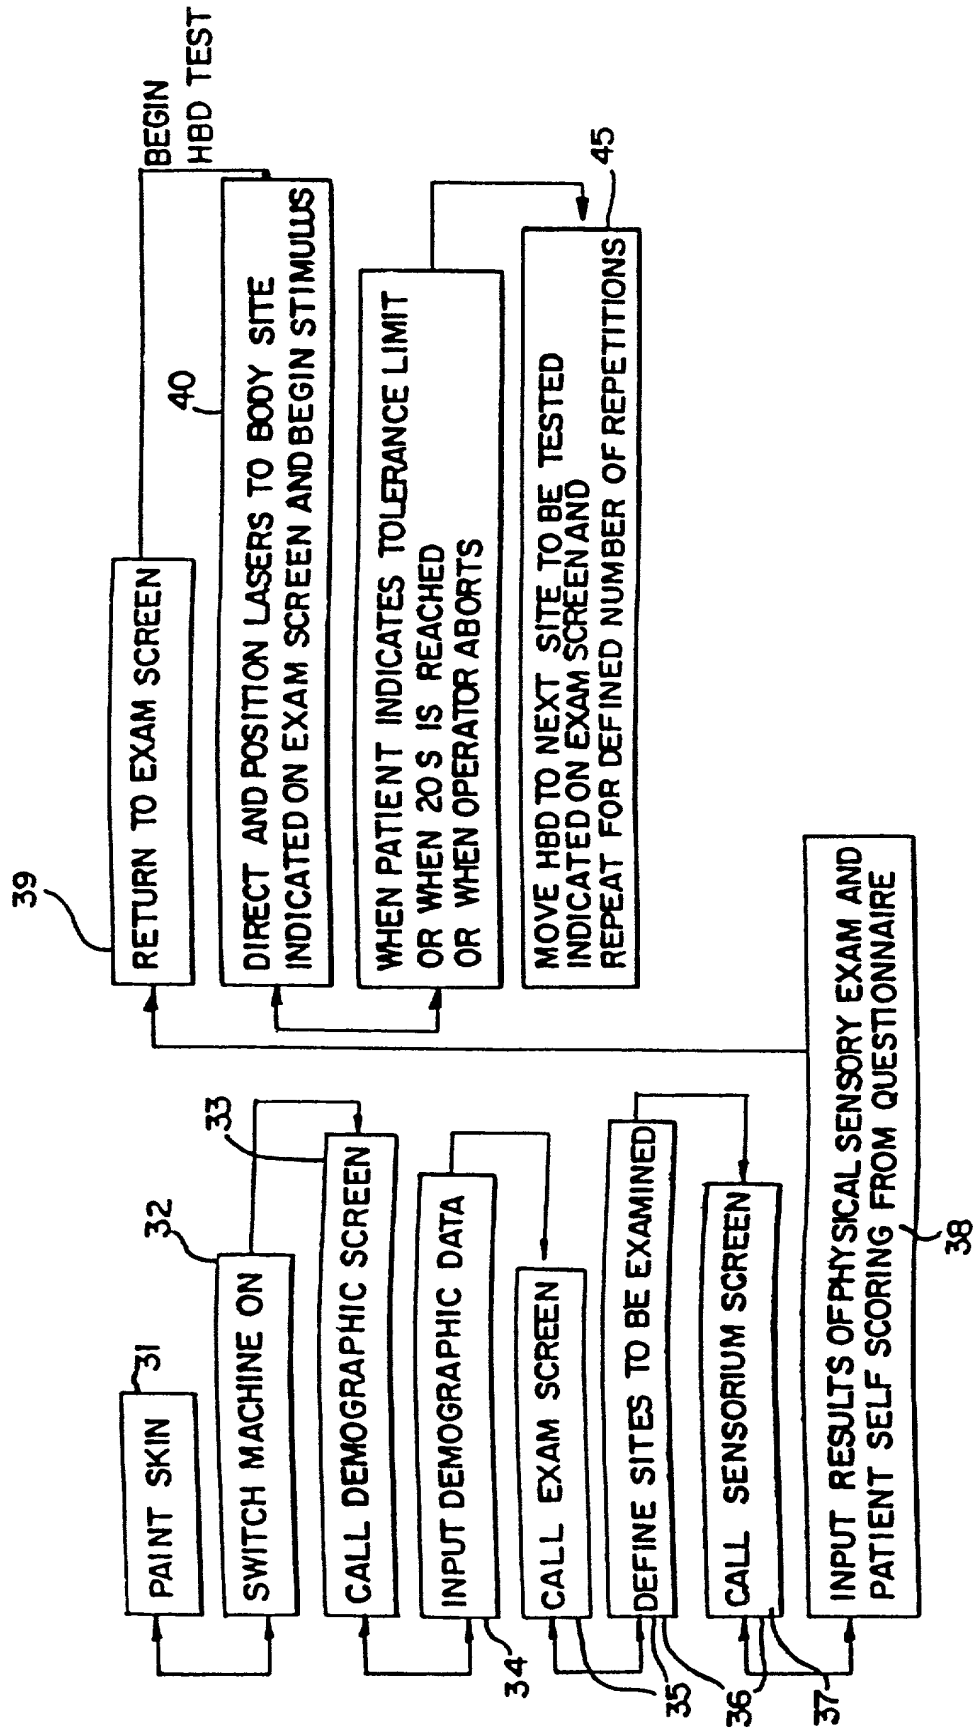 PAINT SKIN
31
SWITCH MACHINE ON
32
CALL DEMOGRAPHIC SCREEN
33
INPUT DEMOGRAPHIC DATA
34
CALL EXAM SCREEN
35
DEFINE SITES TO BE EXAMINED
36
CALL SENSORIUM SCREEN
37
INPUT RESULTS OF PHYSICAL SENSORY EXAM AND
PATIENT SELF SCORING FROM QUESTIONNAIRE
38
39
RETURN TO EXAM SCREEN
BEGIN
HBD TEST
40
DIRECT AND POSITION LASERS TO BODY SITE
INDICATED ON EXAM SCREEN AND BEGIN STIMULUS
WHEN PATIENT INDICATES TOLERANCE LIMIT
OR WHEN 20 S IS REACHED
OR WHEN OPERATOR ABORTS
MOVE HBD TO NEXT SITE TO BE TESTED
INDICATED ON EXAM SCREEN AND
REPEAT FOR DEFINED NUMBER OF REPETITIONS
45